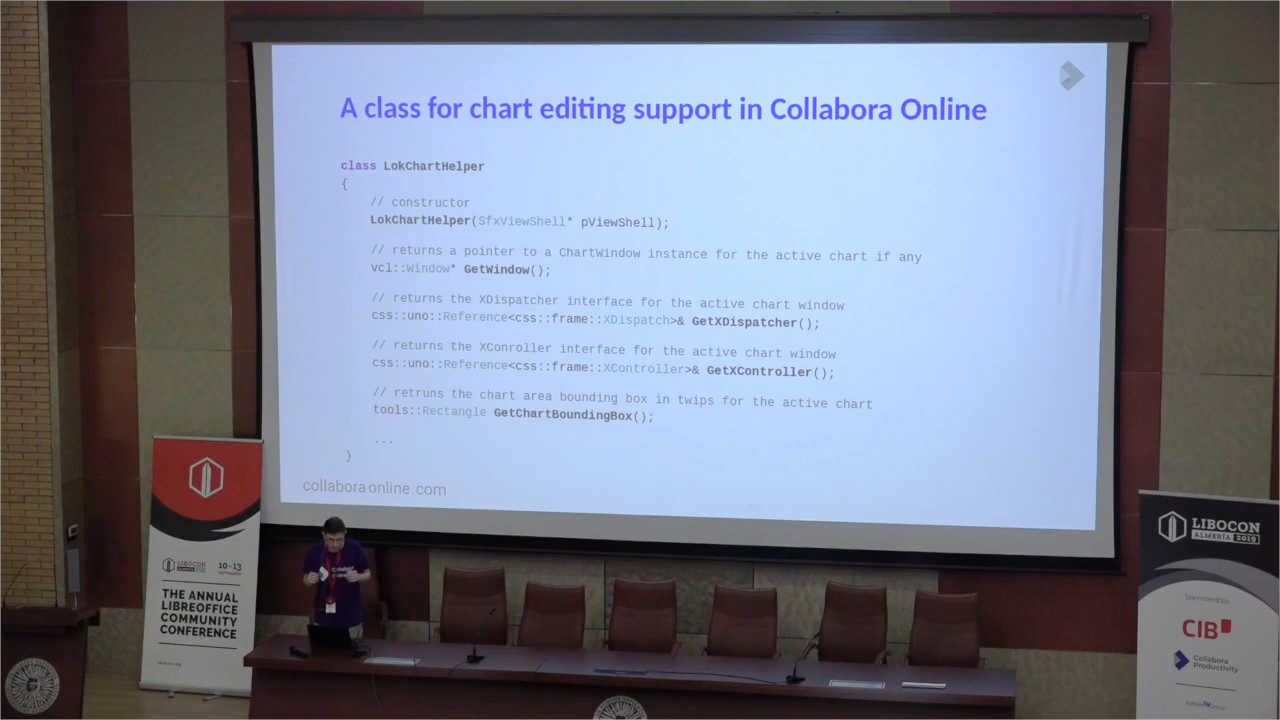 A class for chart editing support in Collabora Online
class LokChartHelper
{
// constructor
LokChartHelper(SfxViewShell* pViewShell);
// returns a pointer to a ChartWindow instance for the active chart if any
vcl::Window* GetWindow();
// returns the XDispatcher interface for the active chart window
css::uno::Reference<css::frame::XDispatch>& GetXDispatcher();
// returns the XConroller interface for the active chart window
css::uno::Reference<css::frame::XController>& GetXController();
// retruns the chart area bounding box in twips for the active chart
tools::Rectangle GetChartBoundingBox();
...
}
collaboraonline.com
LIBOCON
10-13
THE ANNUAL
LIBREOFFICE
COMMUNITY
CONFERENCE
LIBOCON
ALMERÍA 2019
Sponsored by
CIB
Collabora
Productivity